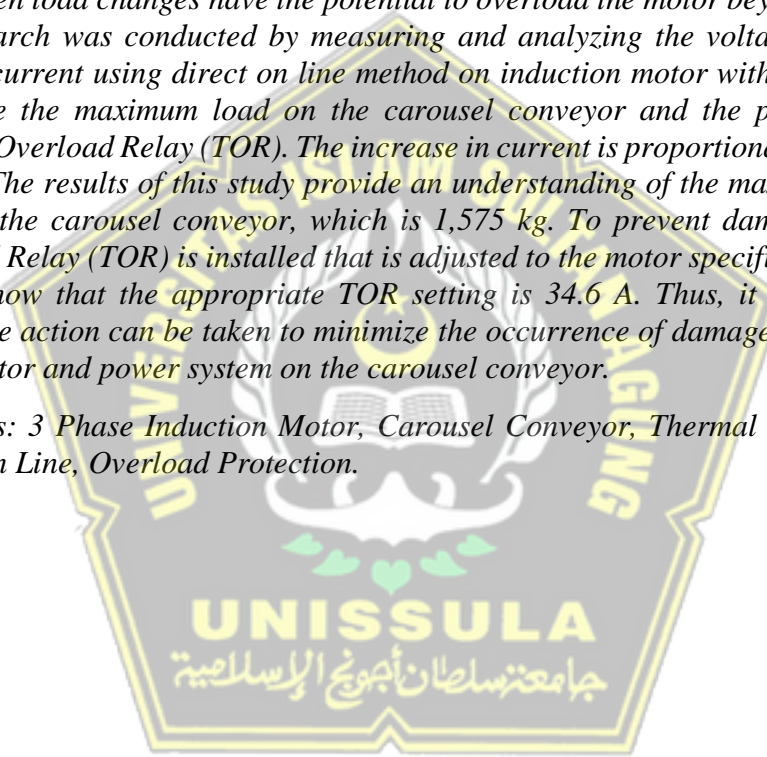 en load changes have the potential to overload the motor bey
arch was conducted by measuring and analyzing the volta
current using direct on line method on induction motor with
e the maximum load on the carousel conveyor and the p
Overload Relay (TOR). The increase in current is proportiona
The results of this study provide an understanding of the ma
the carousel conveyor, which is 1,575 kg. To prevent dam
l Relay (TOR) is installed that is adjusted to the motor specif
how that the appropriate TOR setting is 34.6 A. Thus, it
e action can be taken to minimize the occurrence of damage
tor and power system on the carousel conveyor.
s: 3 Phase Induction Motor, Carousel Conveyor, Thermal
n Line, Overload Protection.
UNIVERSITAS ISLAM SULTAN AGUNG
UNISSULA
جامعة سلطان أجونج الإسلامية